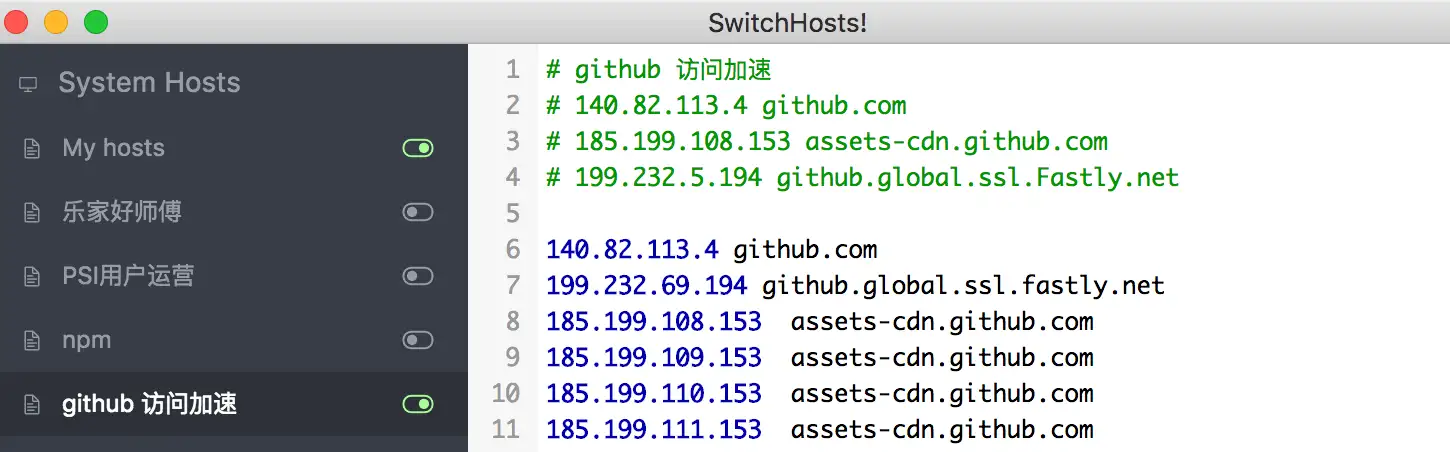 SwitchHosts!
System Hosts
My hosts
乐家好师傅
PSI用户运营
npm
github 访问加速
1 # github 访问加速
2 # 140.82.113.4 github.com
3 # 185.199.108.153 assets-cdn.github.com
4 # 199.232.5.194 github.global.ssl.Fastly.net
5
6 140.82.113.4 github.com
7 199.232.69.194 github.global.ssl.fastly.net
8 185.199.108.153  assets-cdn.github.com
9 185.199.109.153  assets-cdn.github.com
10 185.199.110.153  assets-cdn.github.com
11 185.199.111.153  assets-cdn.github.com